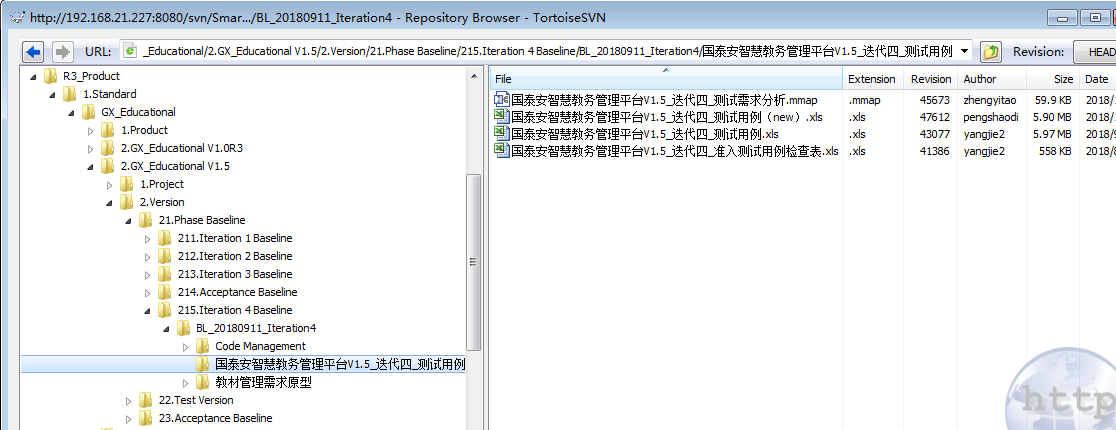 http://192.168.21.227:8080/svn/Smar.../BL_20180911_Iteration4 - Repository Browser - TortoiseSVN
URL: _Educational/2.GX_Educational V1.5/2.Version/21.Phase Baseline/215.Iteration 4 Baseline/BL_20180911_Iteration4/国泰安智慧教务管理平台V1.5_迭代四_测试用例 Revision: HEAD
R3_Product
1.Standard
GX_Educational
1.Product
2.GX_Educational V1.0R3
2.GX_Educational V1.5
1.Project
2.Version
21.Phase Baseline
211.Iteration 1 Baseline
212.Iteration 2 Baseline
213.Iteration 3 Baseline
214.Acceptance Baseline
215.Iteration 4 Baseline
BL_20180911_Iteration4
Code Management
国泰安智慧教务管理平台V1.5_迭代四_测试用例
教材管理需求原型
22.Test Version
23.Acceptance Baseline
File Extension Revision Author Size Date
国泰安智慧教务管理平台V1.5_迭代四_测试需求分析.mmap .mmap 45673 zhengyitao 59.9 KB 2018/
国泰安智慧教务管理平台V1.5_迭代四_测试用例（new）.xls .xls 47612 pengshaodi 5.90 MB 2018/
国泰安智慧教务管理平台V1.5_迭代四_测试用例.xls .xls 43077 yangjie2 5.97 MB 2018/9
国泰安智慧教务管理平台V1.5_迭代四_准入测试用例检查表.xls .xls 41386 yangjie2 558 KB 2018/8
http